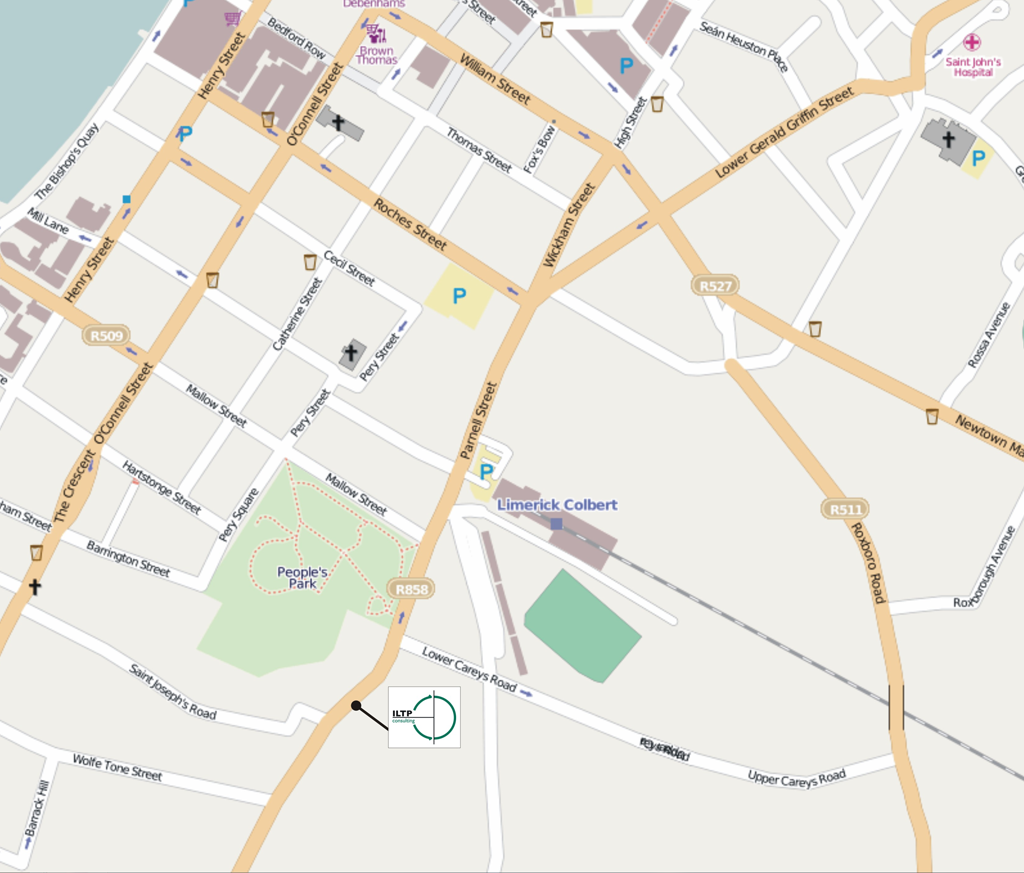 P
Debenhams
Bedford Row
Brown
Thomas
Henry Street
O'Connell Street
William Street
P
Seán Heuston Place
Saint John's
Hospital
High Street
Lower Gerald Griffin Street
P
P
The Bishop's Quay
Thomas Street
Fox's Bow
Mill Lane
Henry Street
Roches Street
Wickham Street
Cecil Street
P
R527
R509
Catherine Street
Pery Street
Rossa Avenue
Mallow Street
Pery Street
Parnell Street
O'Connell Street
Newtown Ma
The Crescent
Hartstonge Street
Pery Square
Mallow Street
P
Limerick Colbert
R511
Roxboro Road
ham Street
Barrington Street
People's
Park
R858
Roxborough Avenue
Lower Careys Road
Saint Joseph's Road
ILTP
consulting
Upper Careys Road
Wolfe Tone Street
Barrack Hill